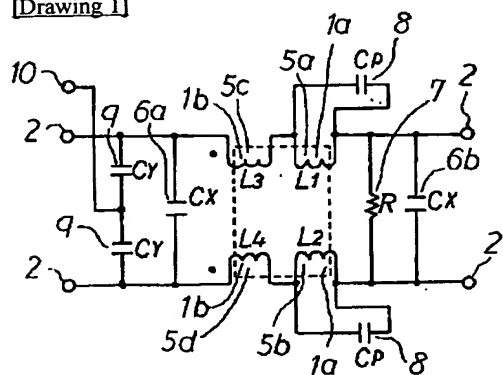 [Drawing 1]
1a
8
10
5a
CP
1b
5c
7
2
2
9
6a
6b
CY
L3
L1
CX
R
CX
9
CY
L4
L2
2
2
1b
5d
5b
1a
CP
8